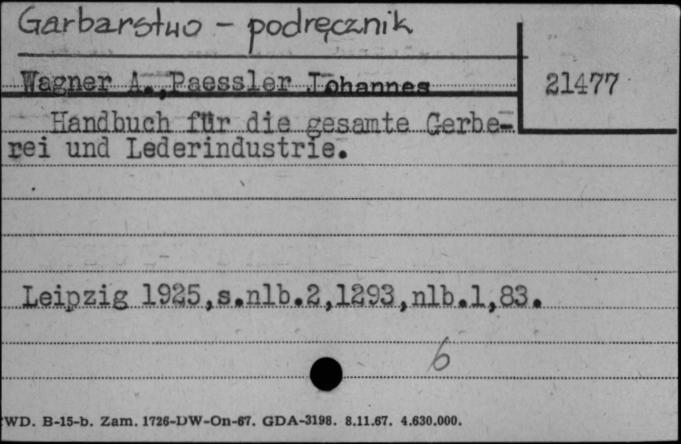 Garbarstwo - podręcznik
Wagner A., Paessler Johannes
21477
Handbuch für die gesamte Gerbe-
rei und Lederindustrie.
Leipzig 1925,s.nlb.2,1293,nlb.1,83.
6
WD. B-15-b. Zam. 1726-DW-On-67. GDA-3198. 8.11.67. 4.630.000.